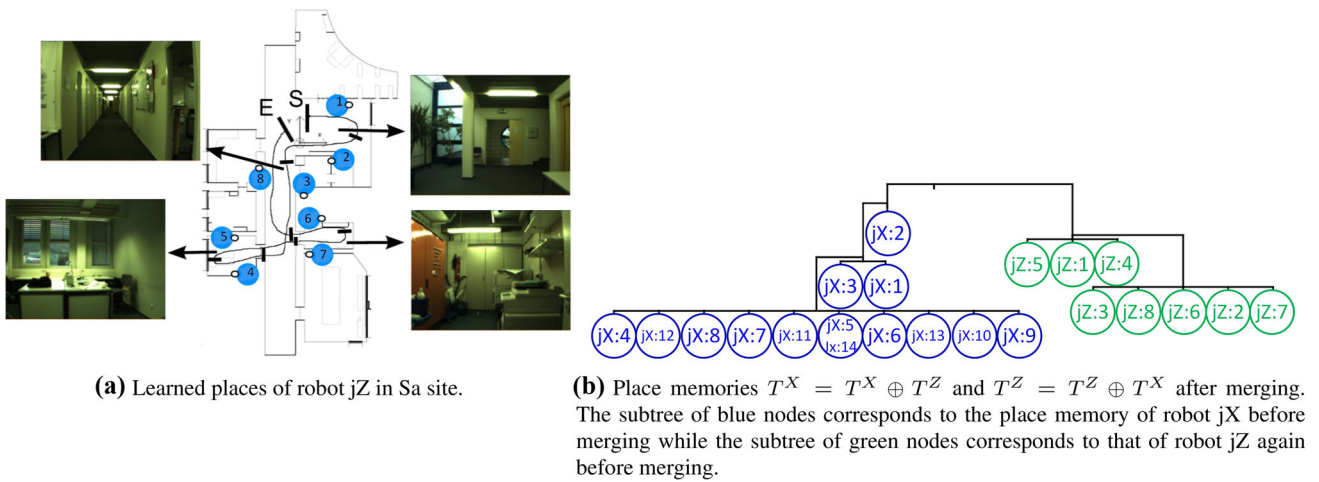 E S
1
2
8
3
6
5
7
4
jX:2
jZ:5 jZ:1 jZ:4
jX:3 jX:1
jZ:3 jZ:8 jZ:6 jZ:2 jZ:7
jX:4 jX:12 jX:8 jX:7 jX:11 jX:5 jX:6 jX:13 jX:10 jX:9
Ix:14
(a) Learned places of robot jZ in Sa site.
(b) Place memories T^X = T^X ⊕ T^Z and T^Z = T^Z ⊕ T^X after merging.
The subtree of blue nodes corresponds to the place memory of robot jX before
merging while the subtree of green nodes corresponds to that of robot jZ again
before merging.